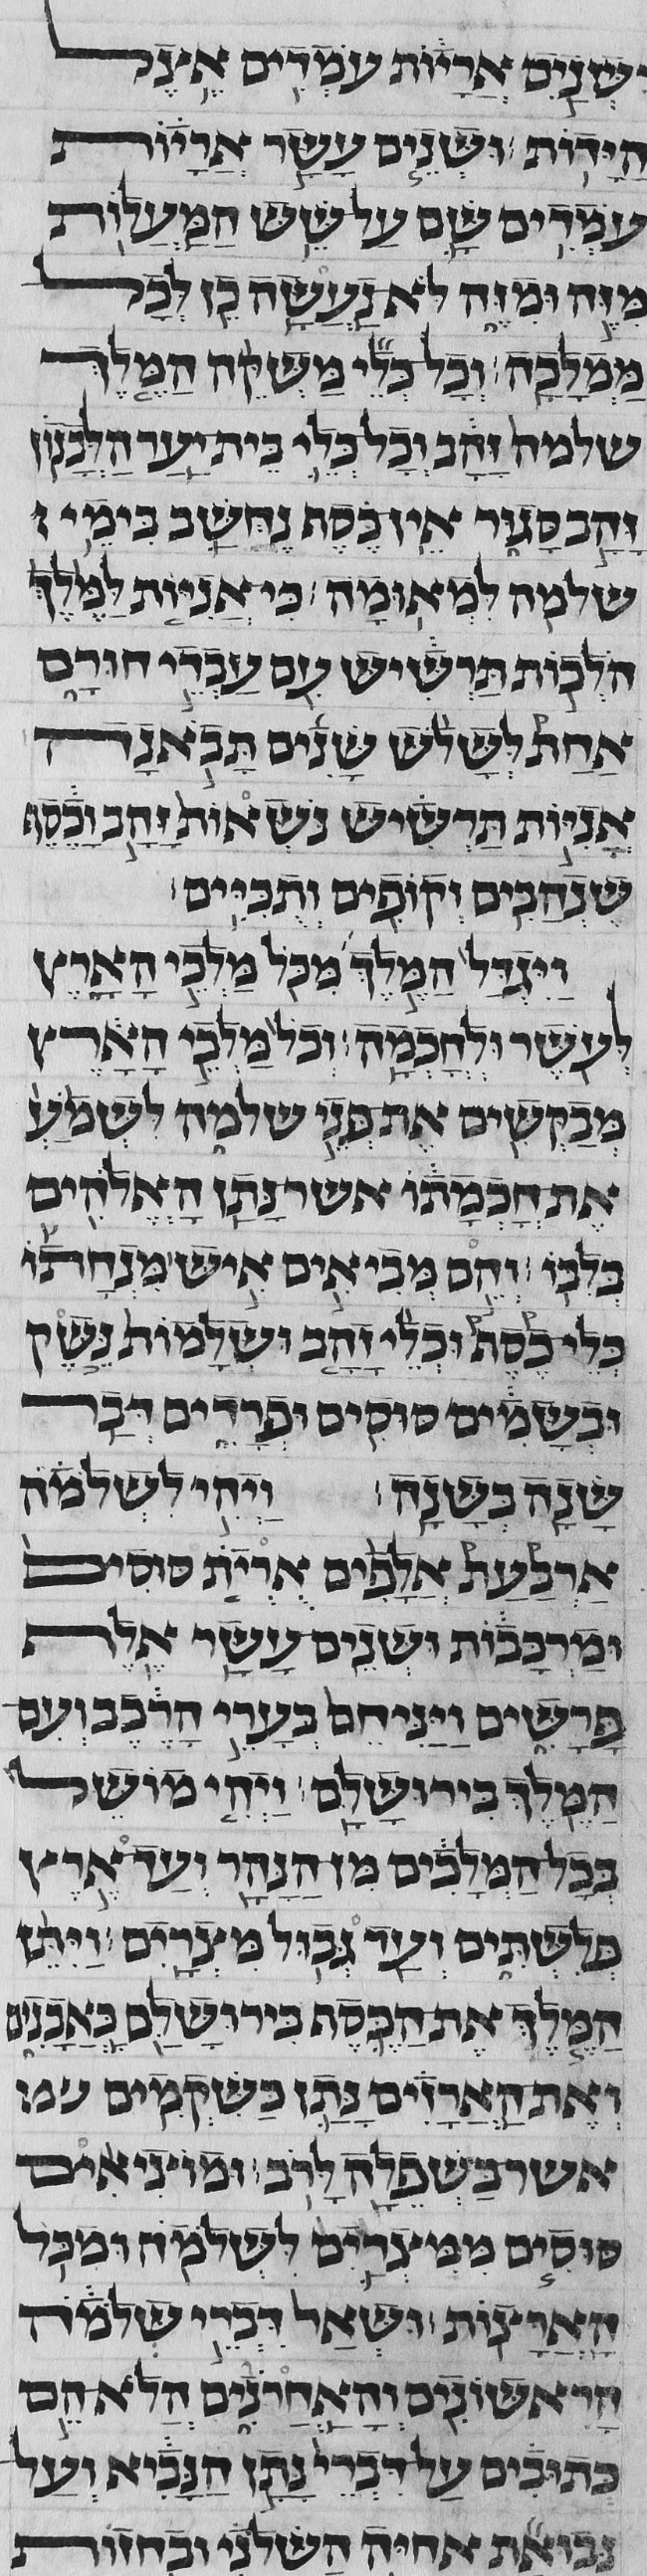 ושנים אריות עמדים אצל
הידות׃ ושנים עשר אריות
עמדים שם על שש המעלות
מזה ומזה לא נעשה כן לכל
ממלכה׃ וכל כלי משקה המלך
שלמה זהב וכל כלי בית יער הלבנון
זהב סגור אין כסף נחשב בימי
שלמה למאומה׃ כי אניות למלך
הלכות תרשיש עם עבדי חורם
אחת לשלש שנים תבאנה
אניות תרשיש נשאות זהב וכסף
שנהבים וקופים ותכיים׃
ויגדל המלך מכל מלכי הארץ
לעשר ולחכמה׃ וכל מלכי הארץ
מבקשים את פני שלמה לשמע
את חכמתו אשר נתן האלהים
בלבו׃ והם מביאים איש מנחתו
כלי כסף וכלי זהב ושלמות נשק
ובשמים סוסים ופרדים דבר
שנה בשנה׃ ויהי לשלמה
ארבעת אלפים ארית סוסים
ומרכבות ושנים עשר אלף
פרשים ויניחם בערי הרכב ועם
המלך בירושלם׃ ויהי מושל
בכל המלכים מן הנהר ועד ארץ
פלשתים ועד גבול מצרים׃ ויתן
המלך את הכסף בירושלם כאבנים
ואת הארזים נתן כשקמים
אשר בשפלה לרב׃ ומוציאים
סוסים ממצרים לשלמה ומכל
הארצות׃ ושאר דברי שלמה
הראשונים והאחרנים הלא הם
כתובים על דברי נתן הנביא ועל
נבואת אחיה השלני ובחזות